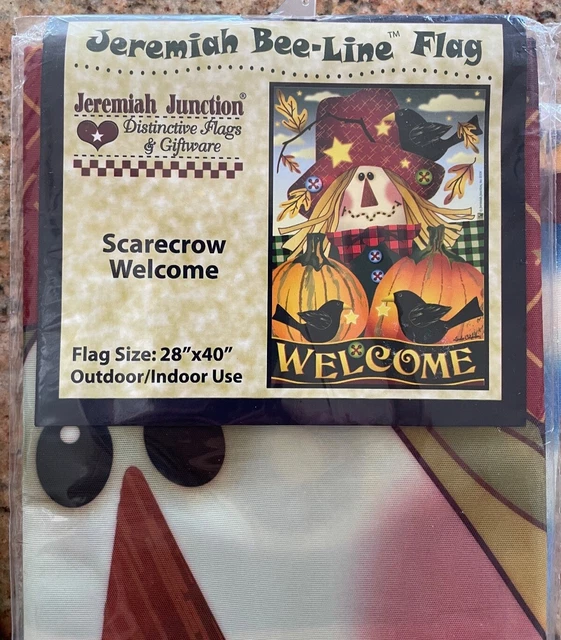 Jeremiah Bee-Line™ Flag
Jeremiah Junction®
Distinctive Flags
& Giftware
Scarecrow
Welcome
Flag Size: 28”x40”
Outdoor/Indoor Use
WELCOME